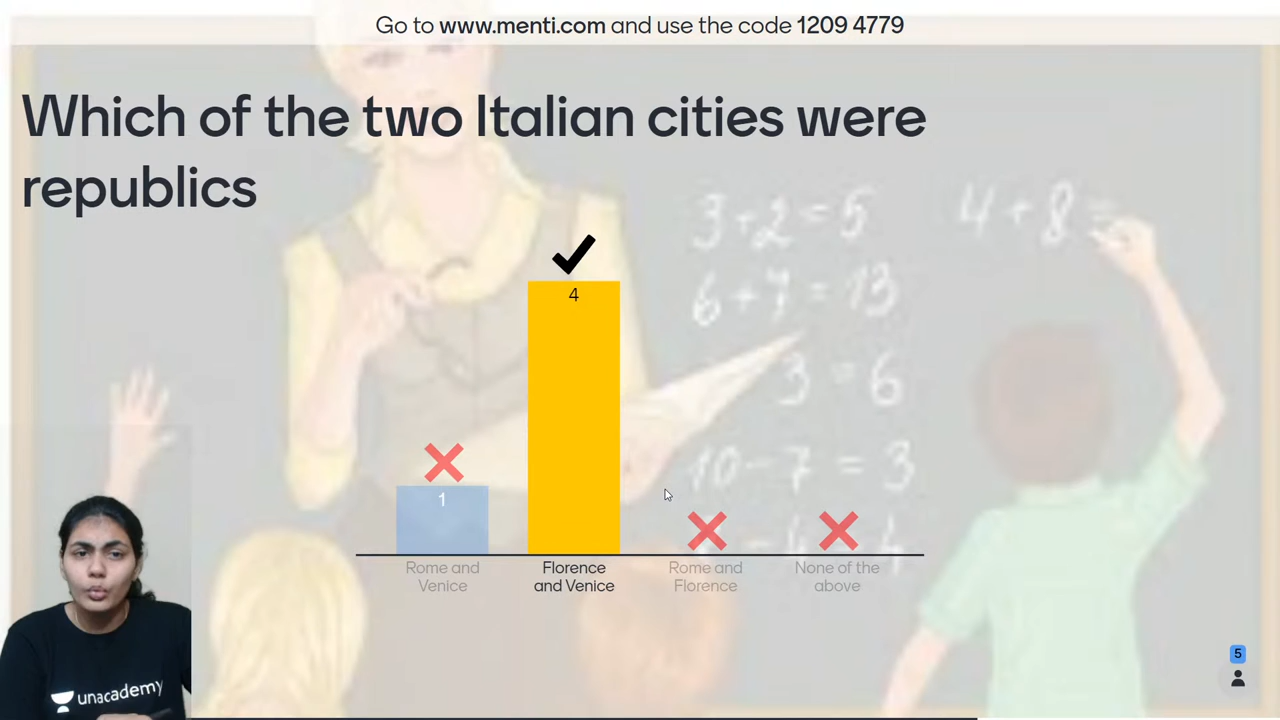 Go to www.menti.com and use the code 1209 4779
Which of the two Italian cities were
republics
3+2=5
4+8=
6+7=13
3=6
10-7=3
4
1
Rome and
Venice
Florence
and Venice
Rome and
Florence
None of the
above
5
unacademy